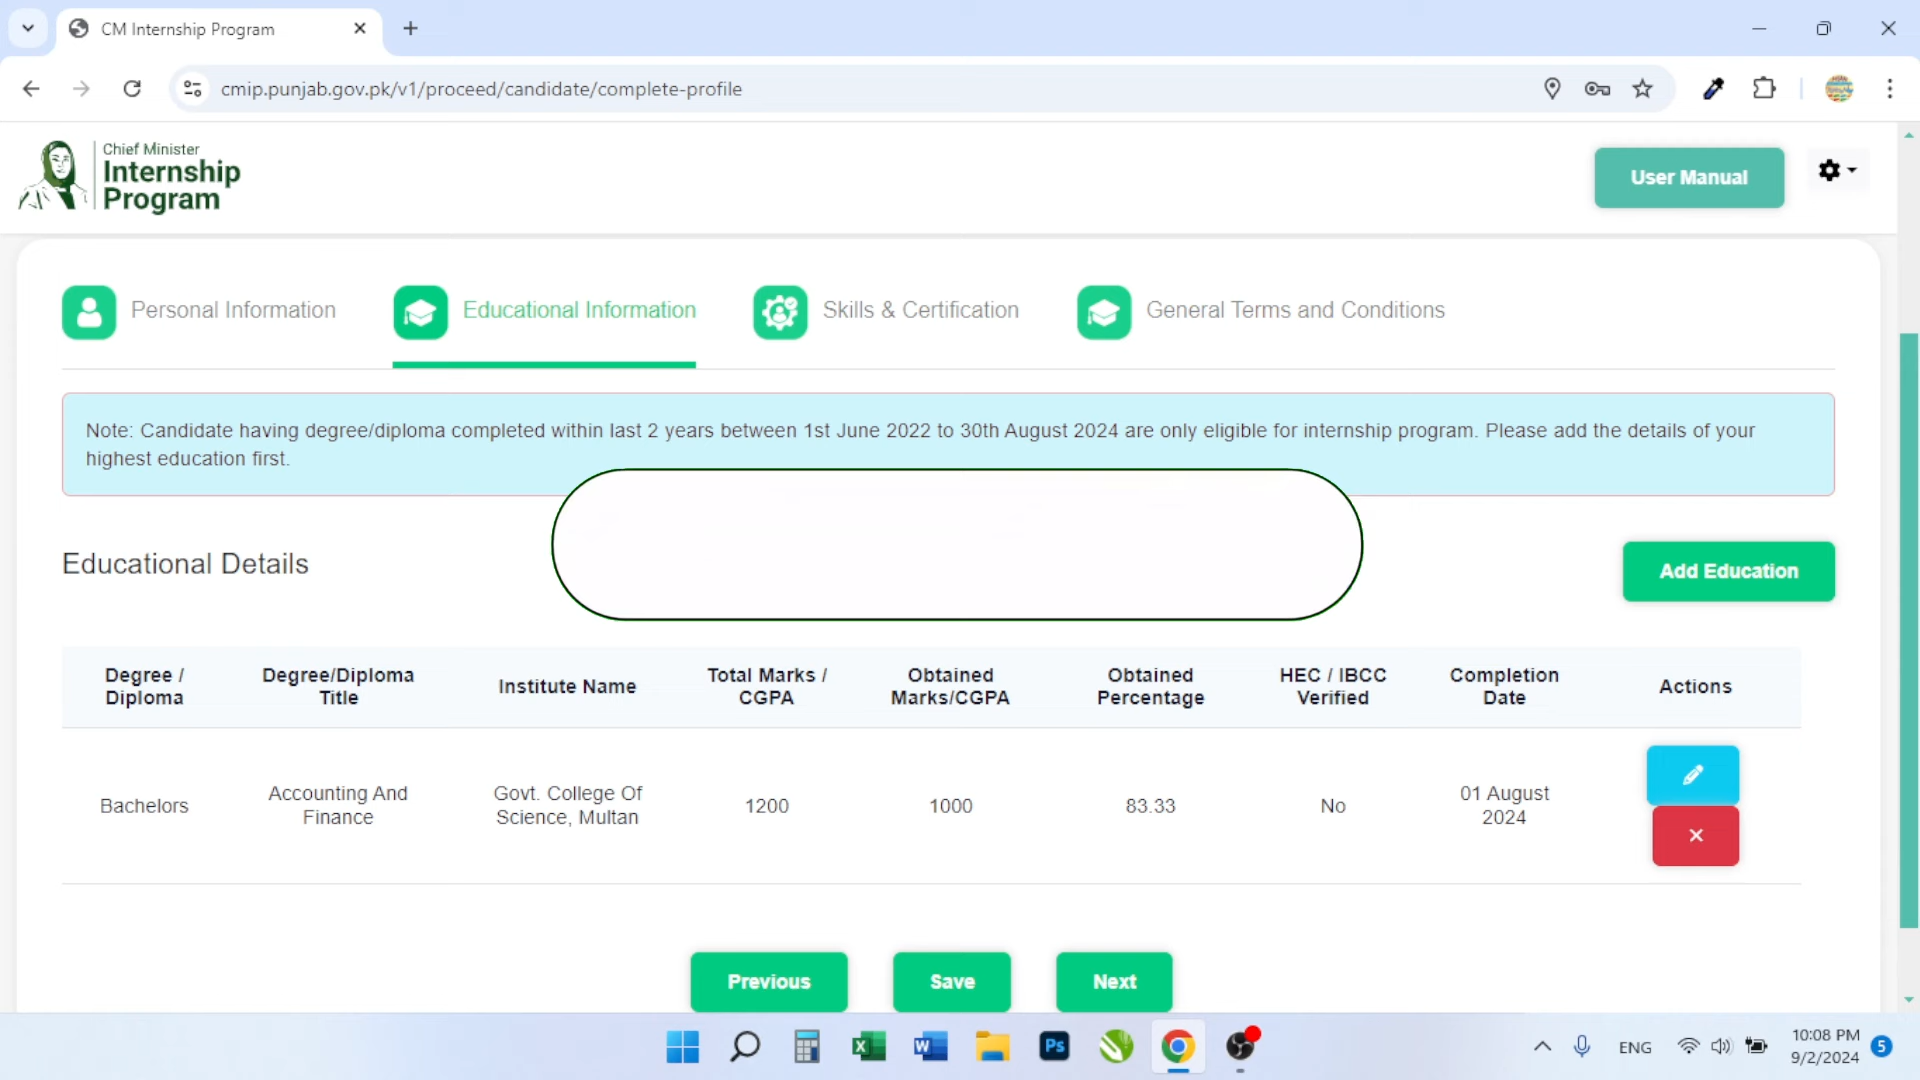 CM Internship Program
cmip.punjab.gov.pk/v1/proceed/candidate/complete-profile
Chief Minister
Internship
Program
User Manual
Personal Information
Educational Information
Skills & Certification
General Terms and Conditions
Note: Candidate having degree/diploma completed within last 2 years between 1st June 2022 to 30th August 2024 are only eligible for internship program. Please add the details of your
highest education first.
Educational Details
Add Education
Degree / Diploma
Degree/Diploma Title
Institute Name
Total Marks / CGPA
Obtained Marks/CGPA
Obtained Percentage
HEC / IBCC Verified
Completion Date
Actions
Bachelors
Accounting And Finance
Govt. College Of Science, Multan
1200
1000
83.33
No
01 August 2024
Previous
Save
Next
Ps
ENG
10:08 PM
9/2/2024
5